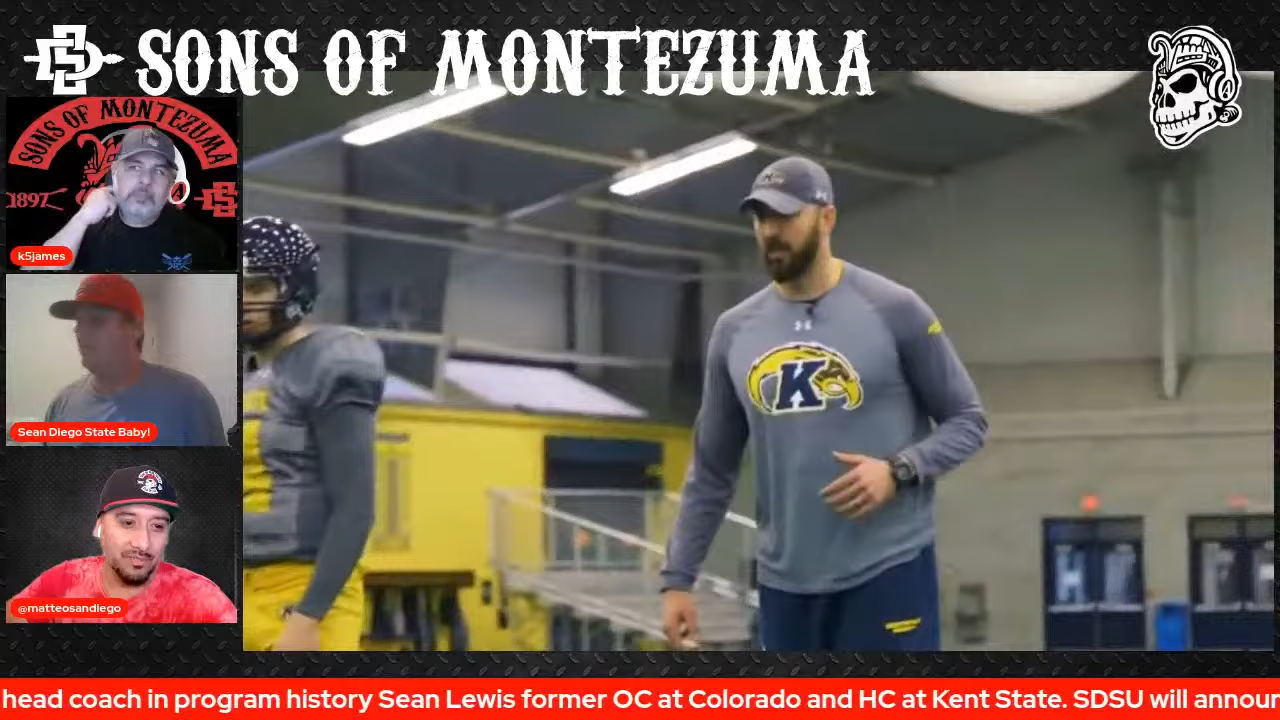 SD SONS OF MONTEZUMA
SONS OF MONTEZUMA
1897
k5james
Sean Diego State Baby!
@matteosandiego
K
head coach in program history Sean Lewis former OC at Colorado and HC at Kent State. SDSU will announ